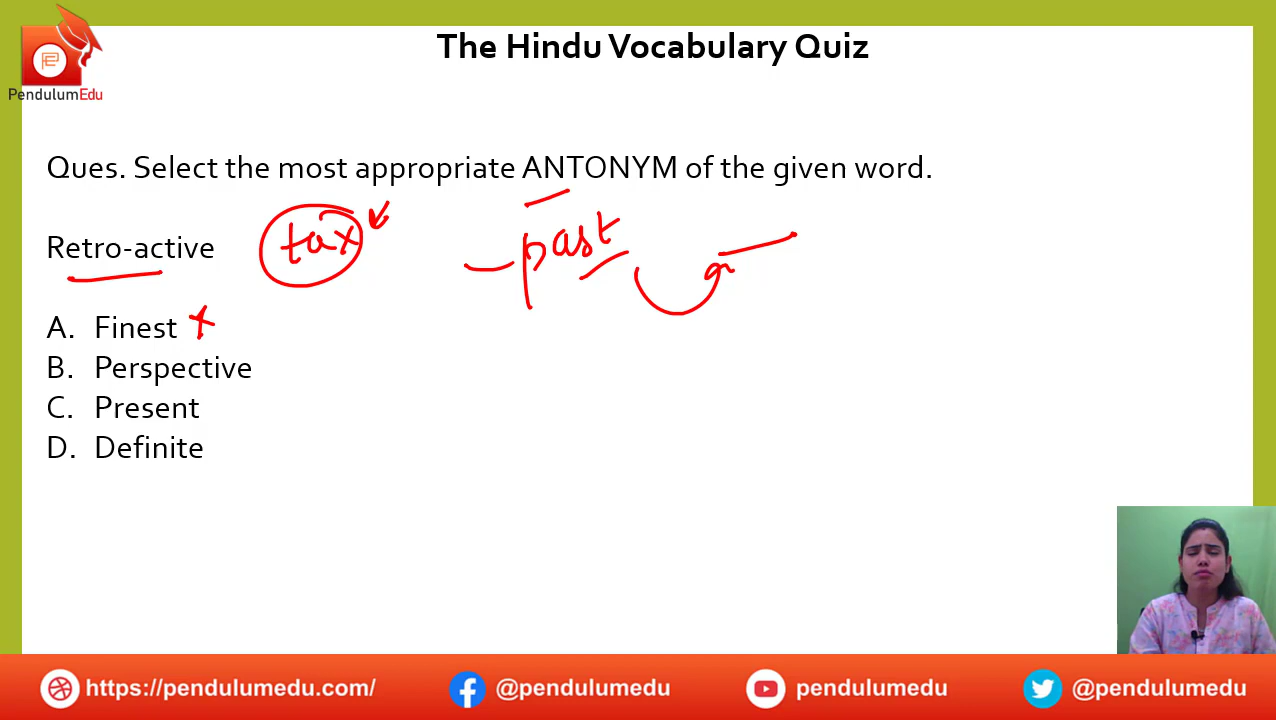 The Hindu Vocabulary Quiz
PendulumEdu
Ques. Select the most appropriate ANTONYM of the given word.
Retro-active
tax
past
A. Finest
B. Perspective
C. Present
D. Definite
https://pendulumedu.com/
@pendulumedu
pendulumedu
@pendulumedu